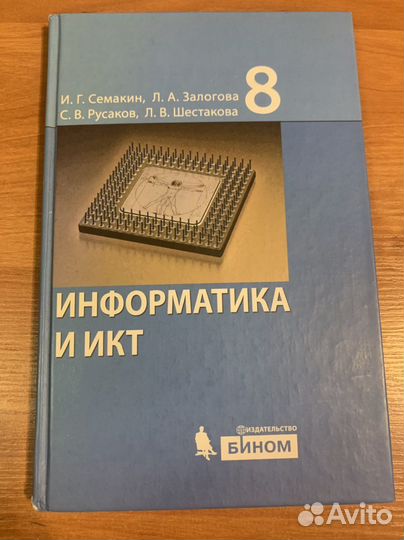 И. Г. Семакин, Л. А. Залогова
С. В. Русаков, Л. В. Шестакова
8
ИНФОРМАТИКА
И ИКТ
ИЗДАТЕЛЬСТВО
БИНОМ
Avito